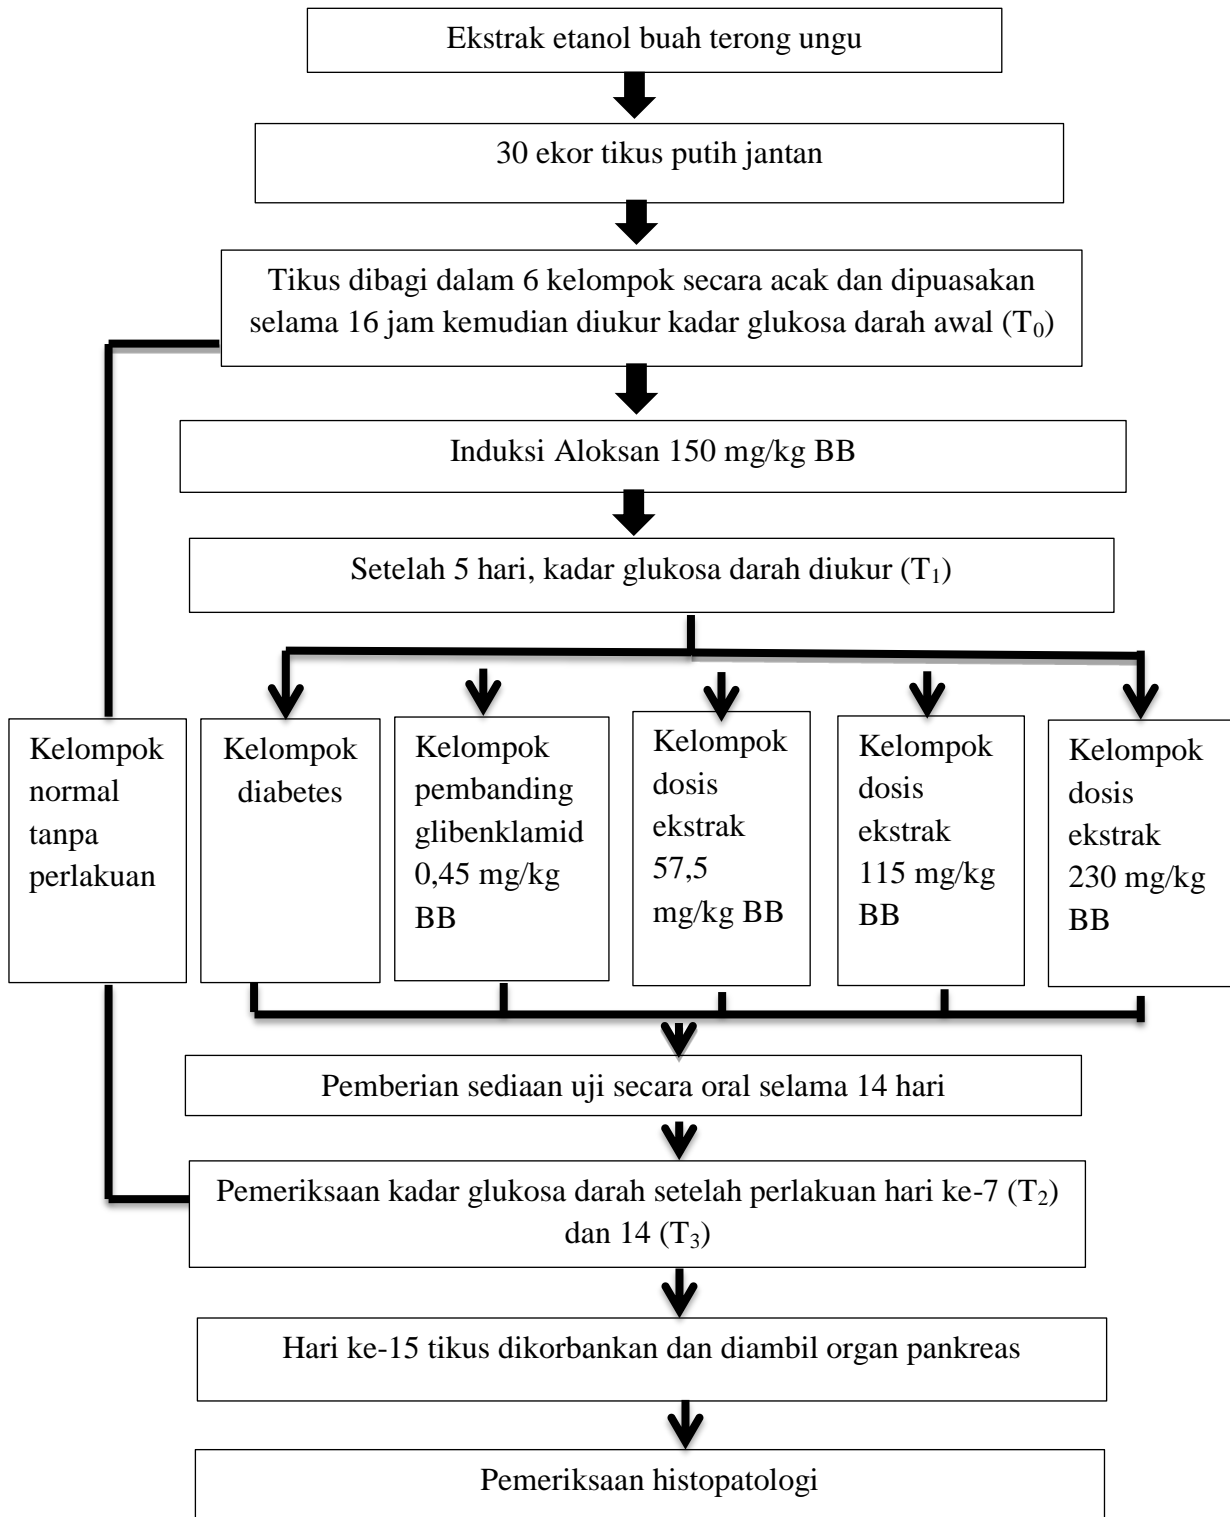 Ekstrak etanol buah terong ungu
30 ekor tikus putih jantan
Tikus dibagi dalam 6 kelompok secara acak dan dipuasakan
selama 16 jam kemudian diukur kadar glukosa darah awal (T₀)
Induksi Aloksan 150 mg/kg BB
Setelah 5 hari, kadar glukosa darah diukur (T₁)
Kelompok
normal
tanpa
perlakuan
Kelompok
diabetes
Kelompok
pembanding
glibenklamid
0,45 mg/kg
BB
Kelompok
dosis
ekstrak
57,5
mg/kg BB
Kelompok
dosis
ekstrak
115 mg/kg
BB
Kelompok
dosis
ekstrak
230 mg/kg
BB
Pemberian sediaan uji secara oral selama 14 hari
Pemeriksaan kadar glukosa darah setelah perlakuan hari ke-7 (T₂)
dan 14 (T₃)
Hari ke-15 tikus dikorbankan dan diambil organ pankreas
Pemeriksaan histopatologi